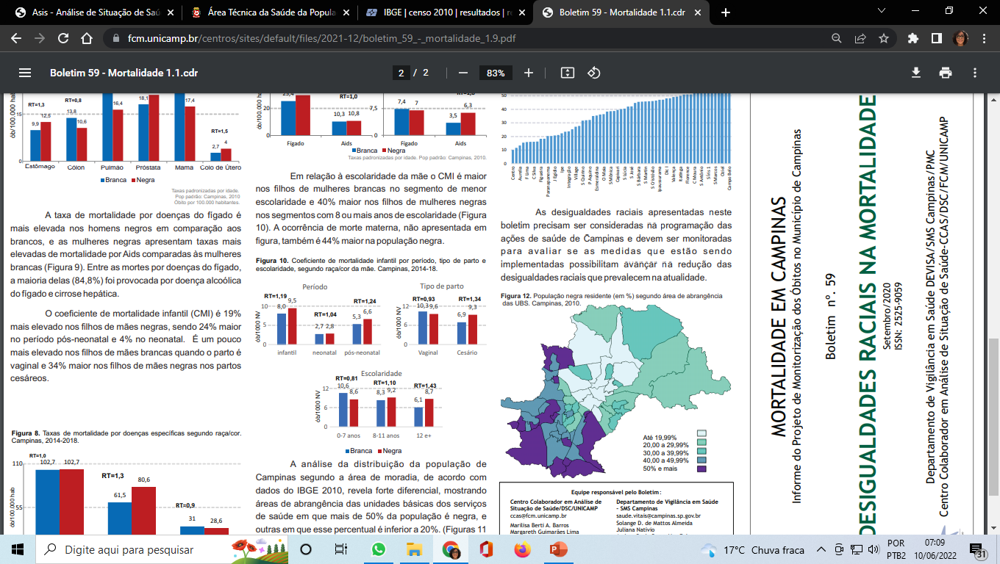 Asis - Análise de Situação de Saú
Área Técnica da Saúde da Popula
IBGE | censo 2010 | resultados | re
Boletim 59 - Mortalidade 1.1.cdr
fcm.unicamp.br/centros/sites/default/files/2021-12/boletim_59_-_mortalidade_1.9.pdf
Boletim 59 - Mortalidade 1.1.cdr
2 / 2
83%
ób/100.000 hab
15
0
RT=1,3
9,9 12,5
RT=0,8
13,8 10,6
16,4
18,1
17,4
RT=1,5
2,7 4
Estômago Cólon Pulmão Próstata Mama Colo de Útero
Branca Negra
Taxas padronizadas por idade.
Pop padrão: Campinas, 2010
Óbito por 100.000 habitantes.
A taxa de mortalidade por doenças do fígado é
mais elevada nos homens negros em comparação aos
brancos, e as mulheres negras apresentam taxas mais
elevadas de mortalidade por Aids comparadas às mulheres
brancas (Figura 9). Entre as mortes por doenças do fígado,
a maioria delas (84,8%) foi provocada por doença alcoólica
do fígado e cirrose hepática.
O coeficiente de mortalidade infantil (CMI) é 19%
mais elevado nos filhos de mães negras, sendo 24% maior
no período pós-neonatal e 4% no neonatal. É um pouco
mais elevado nos filhos de mães brancas quando o parto é
vaginal e 34% maior nos filhos de mães negras nos partos
cesáreos.
Figura 8. Taxas de mortalidade por doenças específicas segundo raça/cor.
Campinas, 2014-2018.
ób/100.000 hab
110
55
RT=1,0
102,7 102,7
RT=1,3
61,5 80,6
RT=0,9
31 28,6
ób/100.000 hab
20
0
RT=1,0
10,3 10,8
Fígado Aids
7,5
0
7,4 7
3,5 6,3
Fígado Aids
Branca Negra
Taxas padronizadas por idade. Pop padrão: Campinas, 2010.
Em relação à escolaridade da mãe o CMI é maior
nos filhos de mulheres brancas no segmento de menor
escolaridade e 40% maior nos filhos de mulheres negras
nos segmentos com 8 ou mais anos de escolaridade (Figura
10). A ocorrência de morte materna, não apresentada em
figura, também é 44% maior na população negra.
Figura 10. Coeficiente de mortalidade infantil por período, tipo de parto e
escolaridade, segundo raça/cor da mãe. Campinas, 2014-18.
Período
ób/1000 NV
10
5
0
RT=1,19
8,0 9,5
RT=1,04
2,7 2,8
RT=1,24
5,3 6,6
infantil neonatal pós-neonatal
Tipo de parto
ób/1000 NV
10
5
0
RT=0,93
10,3 9,6
RT=1,34
6,9 9,3
Vaginal Cesário
Escolaridade
ób/1000 NV
12
6
0
RT=0,81
10,6 8,6
RT=1,10
8,3 9,2
RT=1,43
6,1 8,7
0-7 anos 8-11 anos 12 e+
Branca Negra
A análise da distribuição da população de
Campinas segundo a área de moradia, de acordo com
dados do IBGE 2010, revela forte diferencial, mostrando
áreas de abrangência das unidades básicas dos serviços
de saúde em que mais de 50% da população é negra, e
outras em que esse percentual é inferior a 20%. (Figuras 11
50
40
30
20
10
0
Centro
Aurelia
F Lima
C Silva
Figueira
Paranapanema
J Egidio
Ipe
Integração
Village
S Quirino
P Aquino
Esmeraldina
O Maia
S Mônica
Capivari
S Lúcia
S José
S Bárbara
S Martin
S Cristóvão
Ipaussurama
Dic I
Valença
Itatinga
Florence
C Moura
S Antônio
Sirius 1
S Marcos
Oziel
Campo Belo
As desigualdades raciais apresentadas neste
boletim precisam ser consideradas na programação das
ações de saúde de Campinas e devem ser monitoradas
para avaliar se as medidas que estão sendo
implementadas possibilitam avançar na redução das
desigualdades raciais que prevalecem na atualidade.
Figura 12. População negra residente (em %) segundo área de abrangência
das UBS. Campinas, 2010.
Até 19,99%
20,00 a 29,99%
30,00 a 39,99%
40,00 a 49,99%
50% e mais
Equipe responsável pelo Boletim:
Centro Colaborador em Análise de
Situação de Saúde/DSC/UNICAMP
ccas@fcm.unicamp.br
Marilisa Berti A. Barros
Margareth Guimarães Lima
Departamento de Vigilância em Saúde
- SMS Campinas
saude.vitais@campinas.sp.gov.br
Solange D. de Mattos Almeida
Juliana Nativio
MORTALIDADE EM CAMPINAS
Informe do Projeto de Monitorização dos Óbitos no Município de Campinas
Boletim nº. 59
DESIGUALDADES RACIAIS NA MORTALIDADE
Setembro/2020
ISSN: 2525-9059
Departamento de Vigilância em Saúde DEVISA/SMS Campinas/PMC
Centro Colaborador em Análise de Situação de Saúde-CCAS/DSC/FCM/UNICAMP
Digite aqui para pesquisar
17°C Chuva fraca
POR
PTB2
07:09
10/06/2022
31